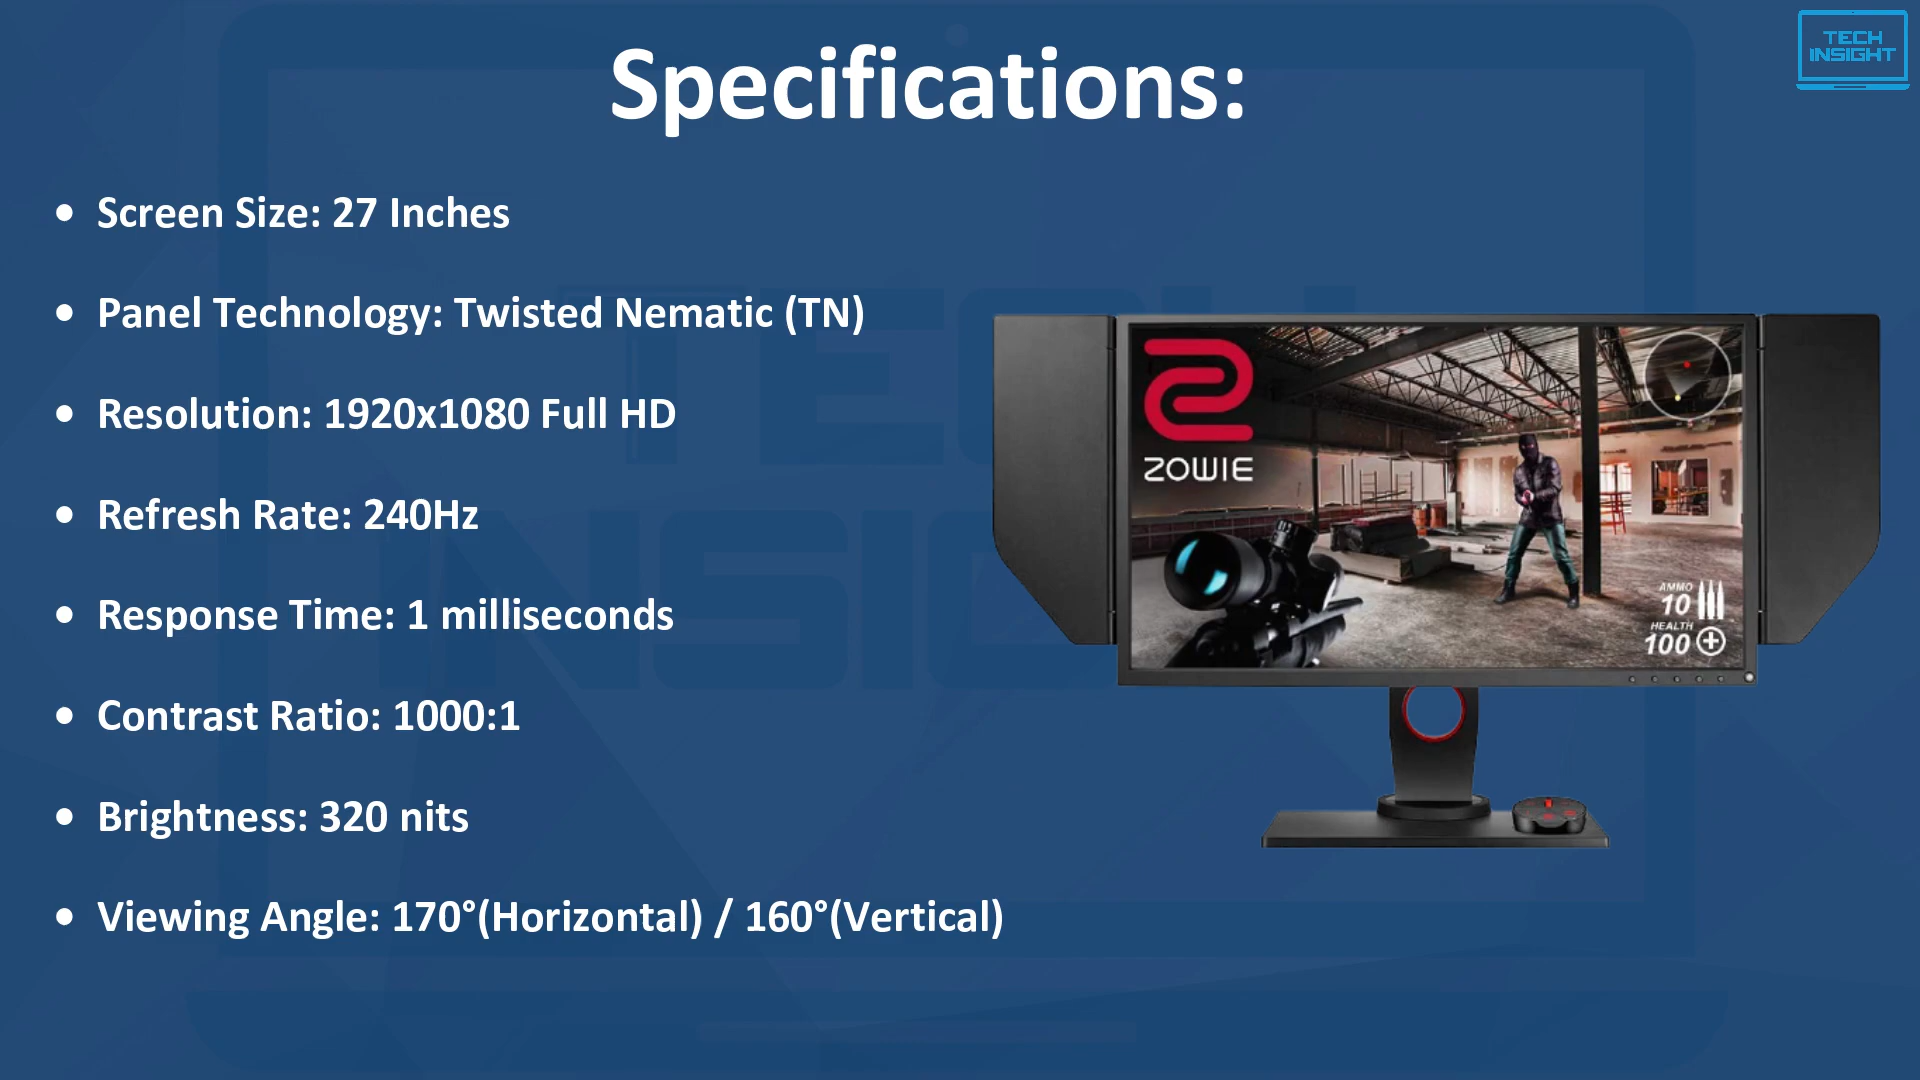 Specifications:
TECH
INSIGHT
• Screen Size: 27 Inches
• Panel Technology: Twisted Nematic (TN)
• Resolution: 1920x1080 Full HD
• Refresh Rate: 240Hz
• Response Time: 1 milliseconds
• Contrast Ratio: 1000:1
• Brightness: 320 nits
• Viewing Angle: 170°(Horizontal) / 160°(Vertical)
ZOWIE
AMMO
10
HEALTH
100
TECH
INSIGHT